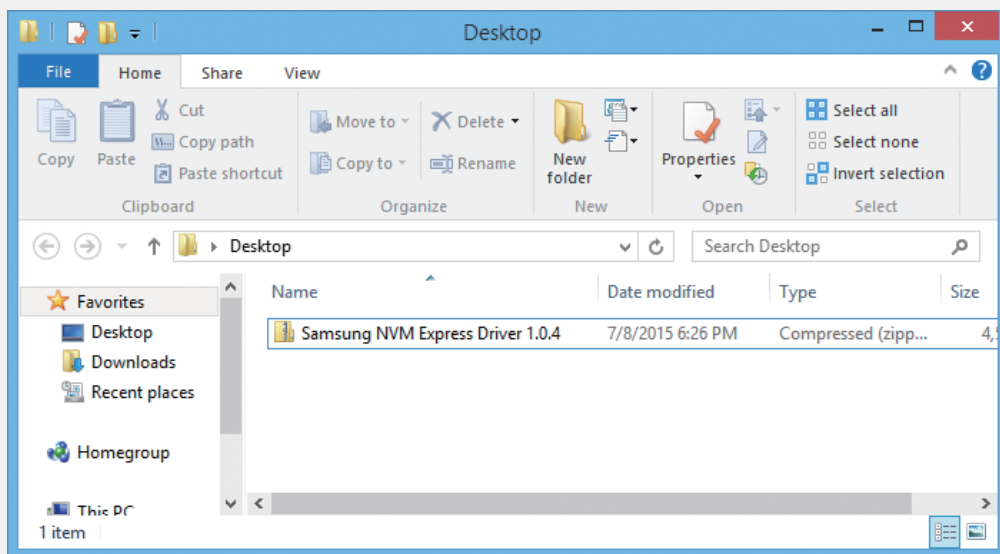 Desktop
File Home Share View
Copy
Paste
Cut
Copy path
Paste shortcut
Clipboard
Move to
Copy to
Delete
Rename
Organize
New
folder
New
Properties
Open
Select all
Select none
Invert selection
Select
Desktop
Search Desktop
Name Date modified Type Size
Samsung NVM Express Driver 1.0.4 7/8/2015 6:26 PM Compressed (zipp... 4,
Favorites
Desktop
Downloads
Recent places
Homegroup
This PC
1 item